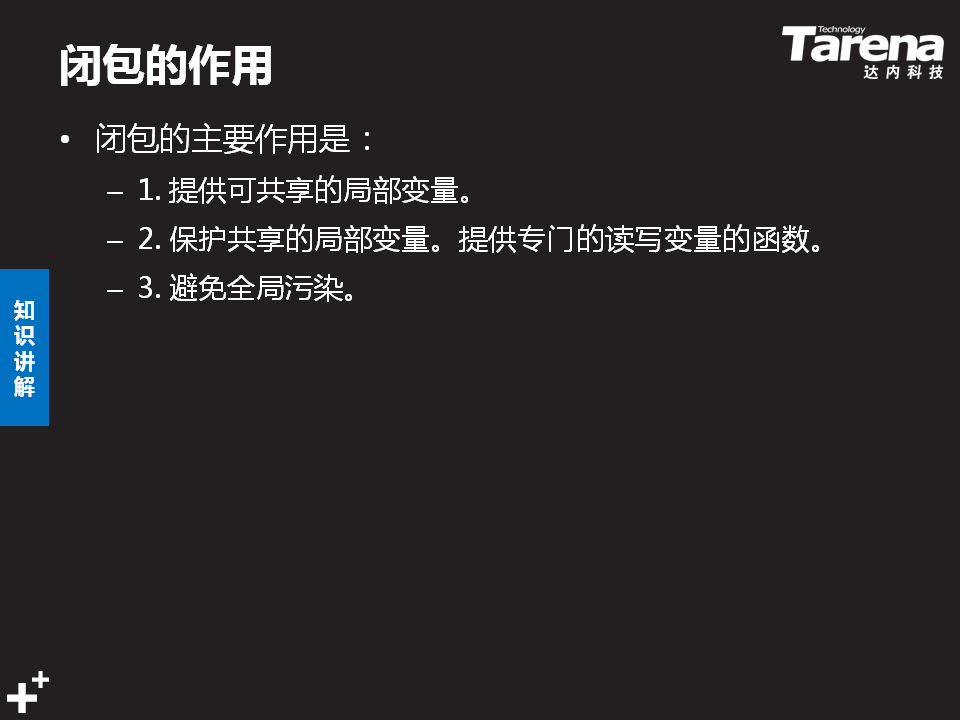 闭包的作用
Technology
Tarena
达内科技
• 闭包的主要作用是：
– 1. 提供可共享的局部变量。
– 2. 保护共享的局部变量。提供专门的读写变量的函数。
– 3. 避免全局污染。
知识讲解